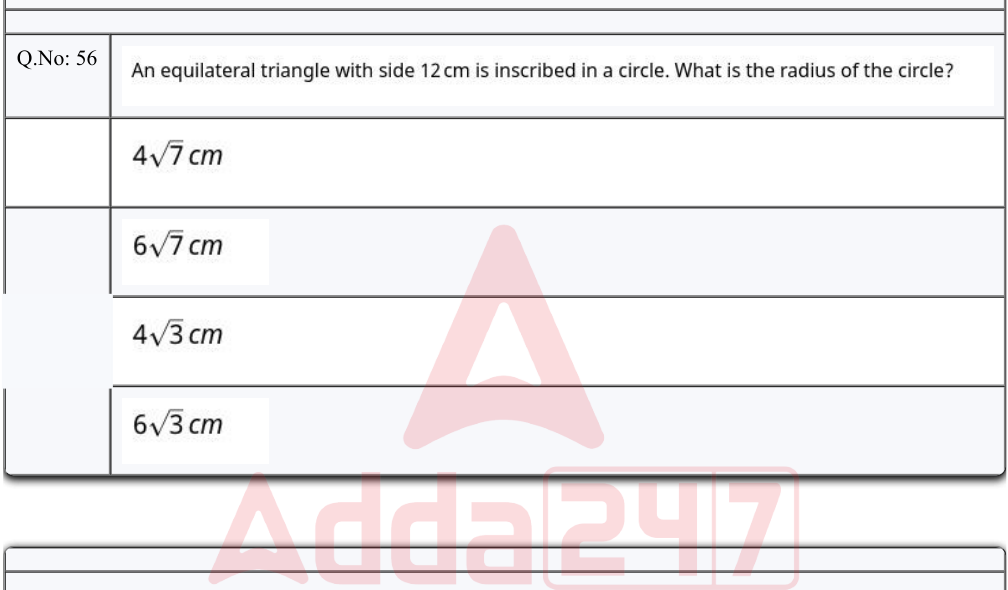 Q.No: 56
An equilateral triangle with side 12 cm is inscribed in a circle. What is the radius of the circle?
4√7 cm
6√7 cm
4√3 cm
6√3 cm
Adda247